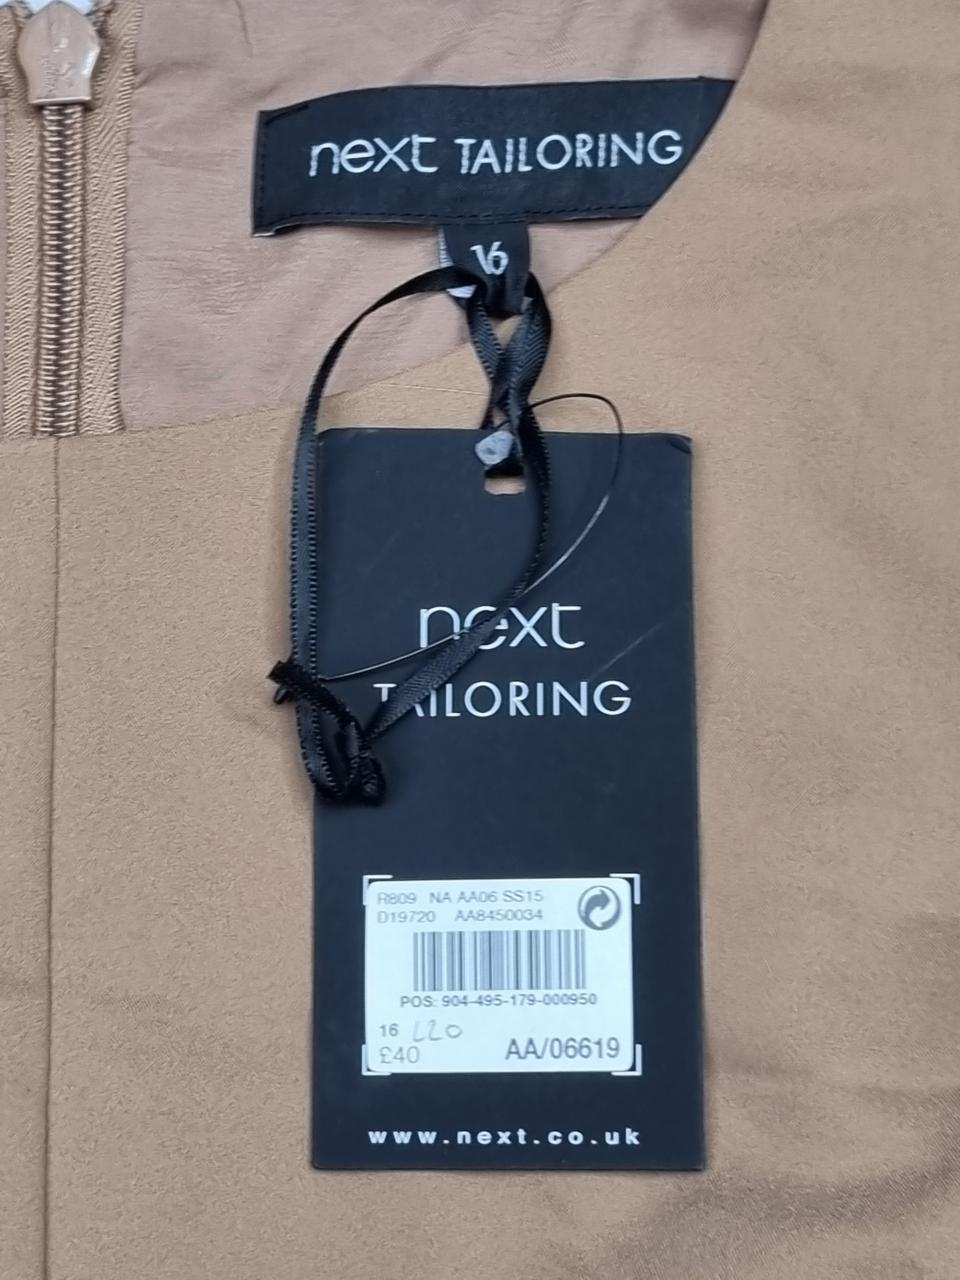 next TAILORING
16
next
TAILORING
R809 NA AA06 SS15
D19720 AA8450034
POS: 904-495-179-000950
16 L20
£40 AA/06619
www.next.co.uk